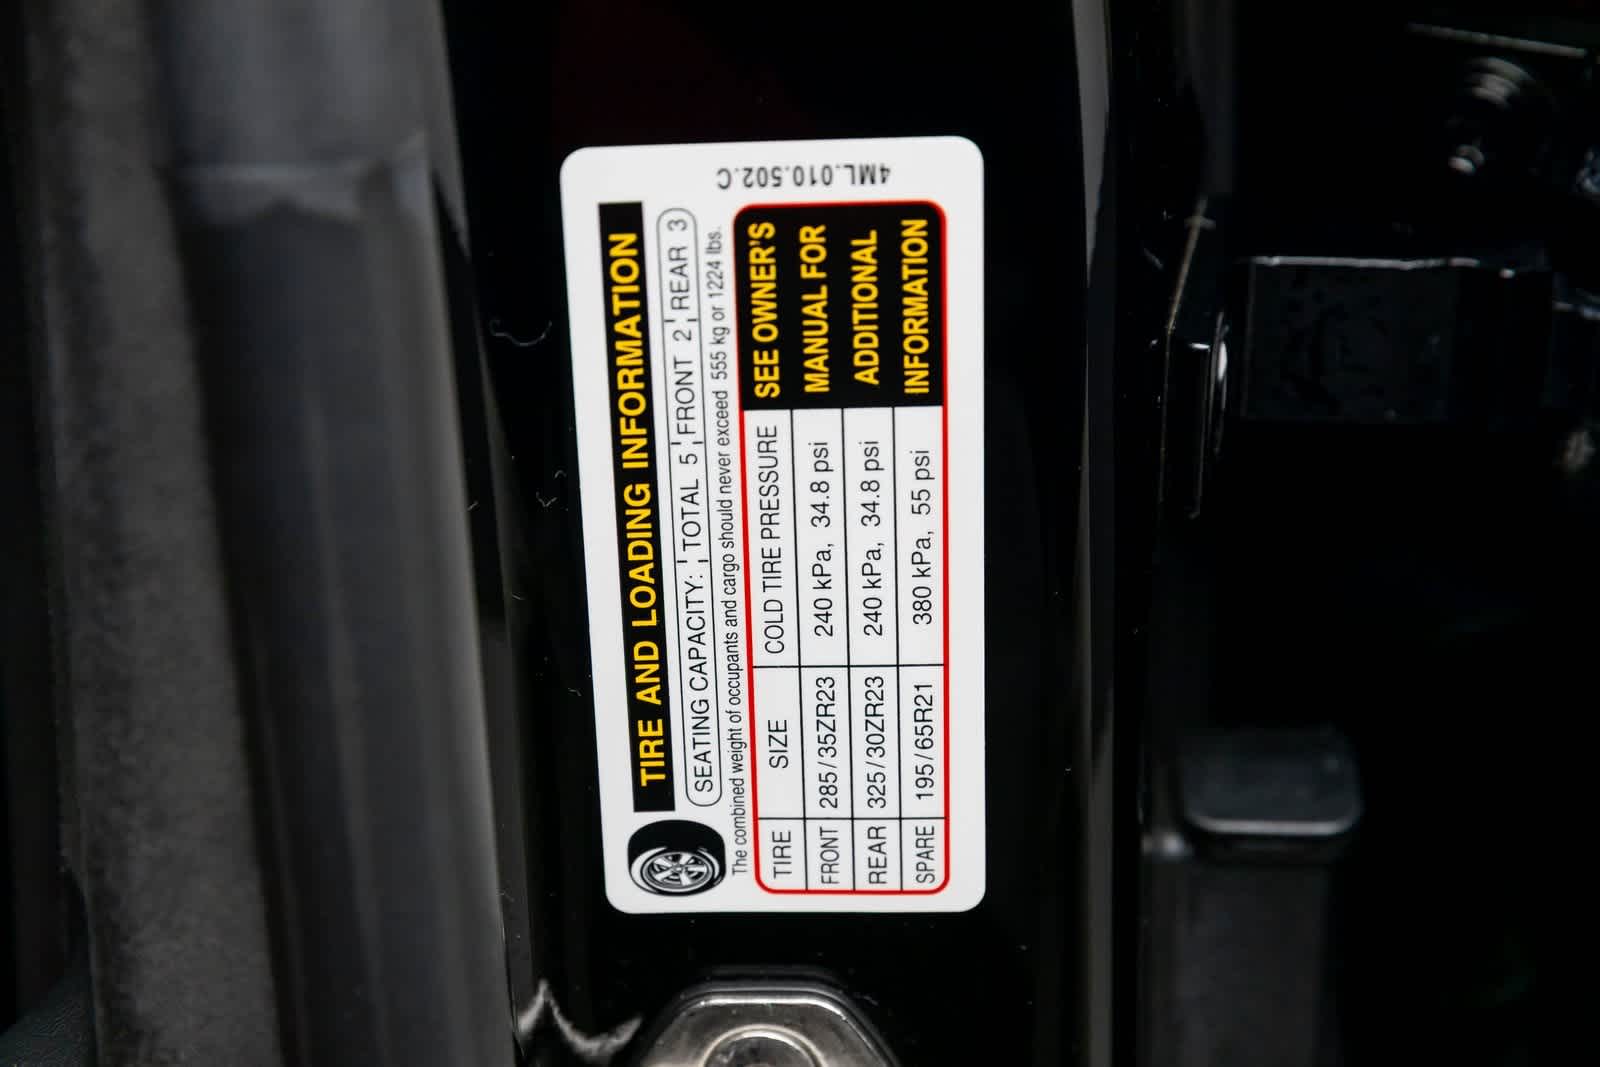 TIRE AND LOADING INFORMATION
SEATING CAPACITY: TOTAL 5 FRONT 2 REAR 3
The combined weight of occupants and cargo should never exceed 555 kg or 1224 lbs.
TIRE SIZE COLD TIRE PRESSURE SEE OWNER'S
FRONT 285/35ZR23 240 kPa, 34.8 psi MANUAL FOR
REAR 325/30ZR23 240 kPa, 34.8 psi ADDITIONAL
SPARE 195/65R21 380 kPa, 55 psi INFORMATION
4ML.010.502.C